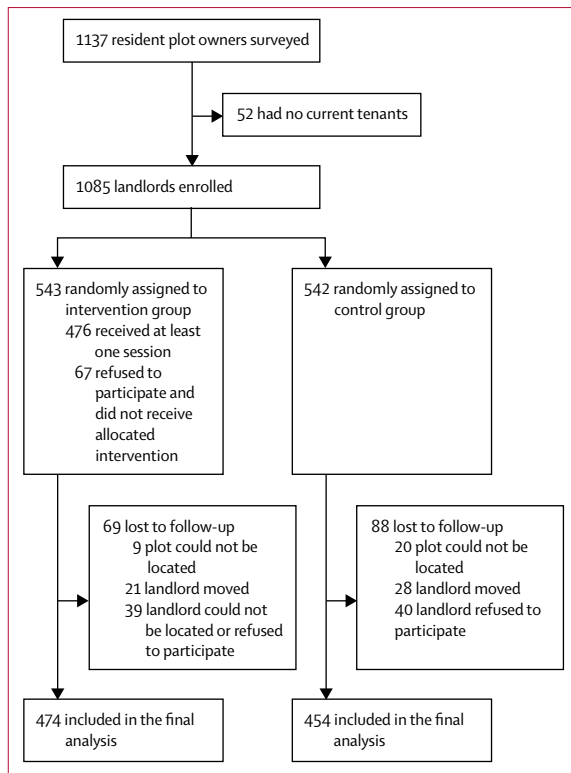 1137 resident plot owners surveyed
52 had no current tenants
1085 landlords enrolled
543 randomly assigned to
intervention group
476 received at least
one session
67 refused to
participate and
did not receive
allocated
intervention
542 randomly assigned to
control group
69 lost to follow-up
9 plot could not be
located
21 landlord moved
39 landlord could not
be located or refused
to participate
88 lost to follow-up
20 plot could not be
located
28 landlord moved
40 landlord refused to
participate
474 included in the final
analysis
454 included in the final
analysis